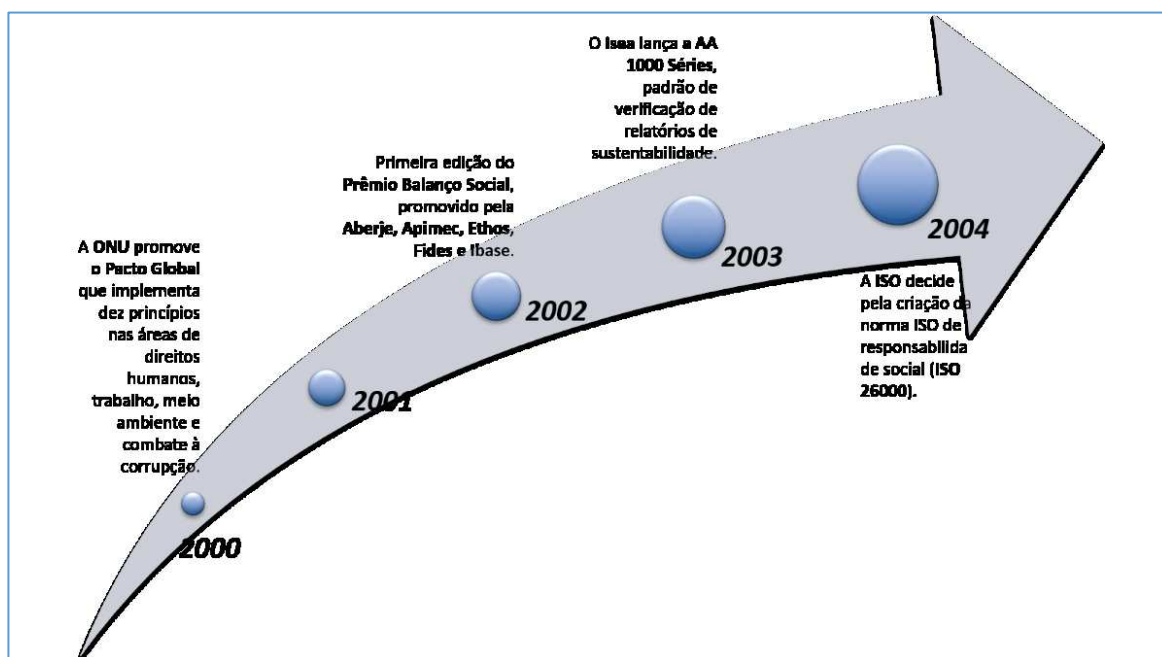 A ONU promove
o Pacto Global
que implementa
dez princípios
nas áreas de
direitos
humanos,
trabalho, meio
ambiente e
combate à
corrupção.
2000
2001
Primeira edição do
Prêmio Balanço Social,
promovido pela
Aberje, Apimec, Ethos,
Fides e Ibase.
2002
O Isea lança a AA
1000 Séries,
padrão de
verificação de
relatórios de
sustentabilidade.
2003
2004
A ISO decide
pela criação da
norma ISO de
responsabilida
de social (ISO
26000).